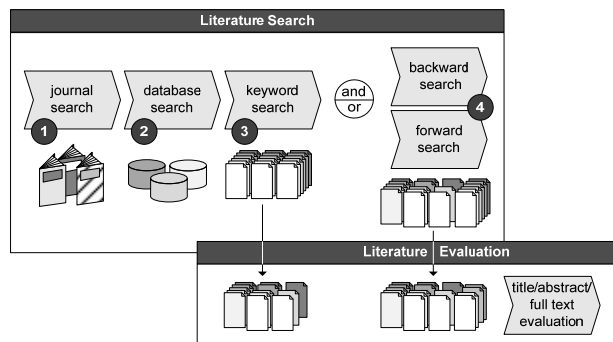 Literature Search
journal
search
1
database
search
2
keyword
search
3
and
or
backward
search
4
forward
search
Literature Evaluation
title/abstract/
full text
evaluation